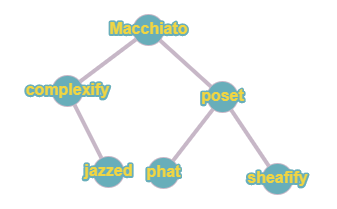 Macchiato
complexify
poset
jazzed
phat
sheafify